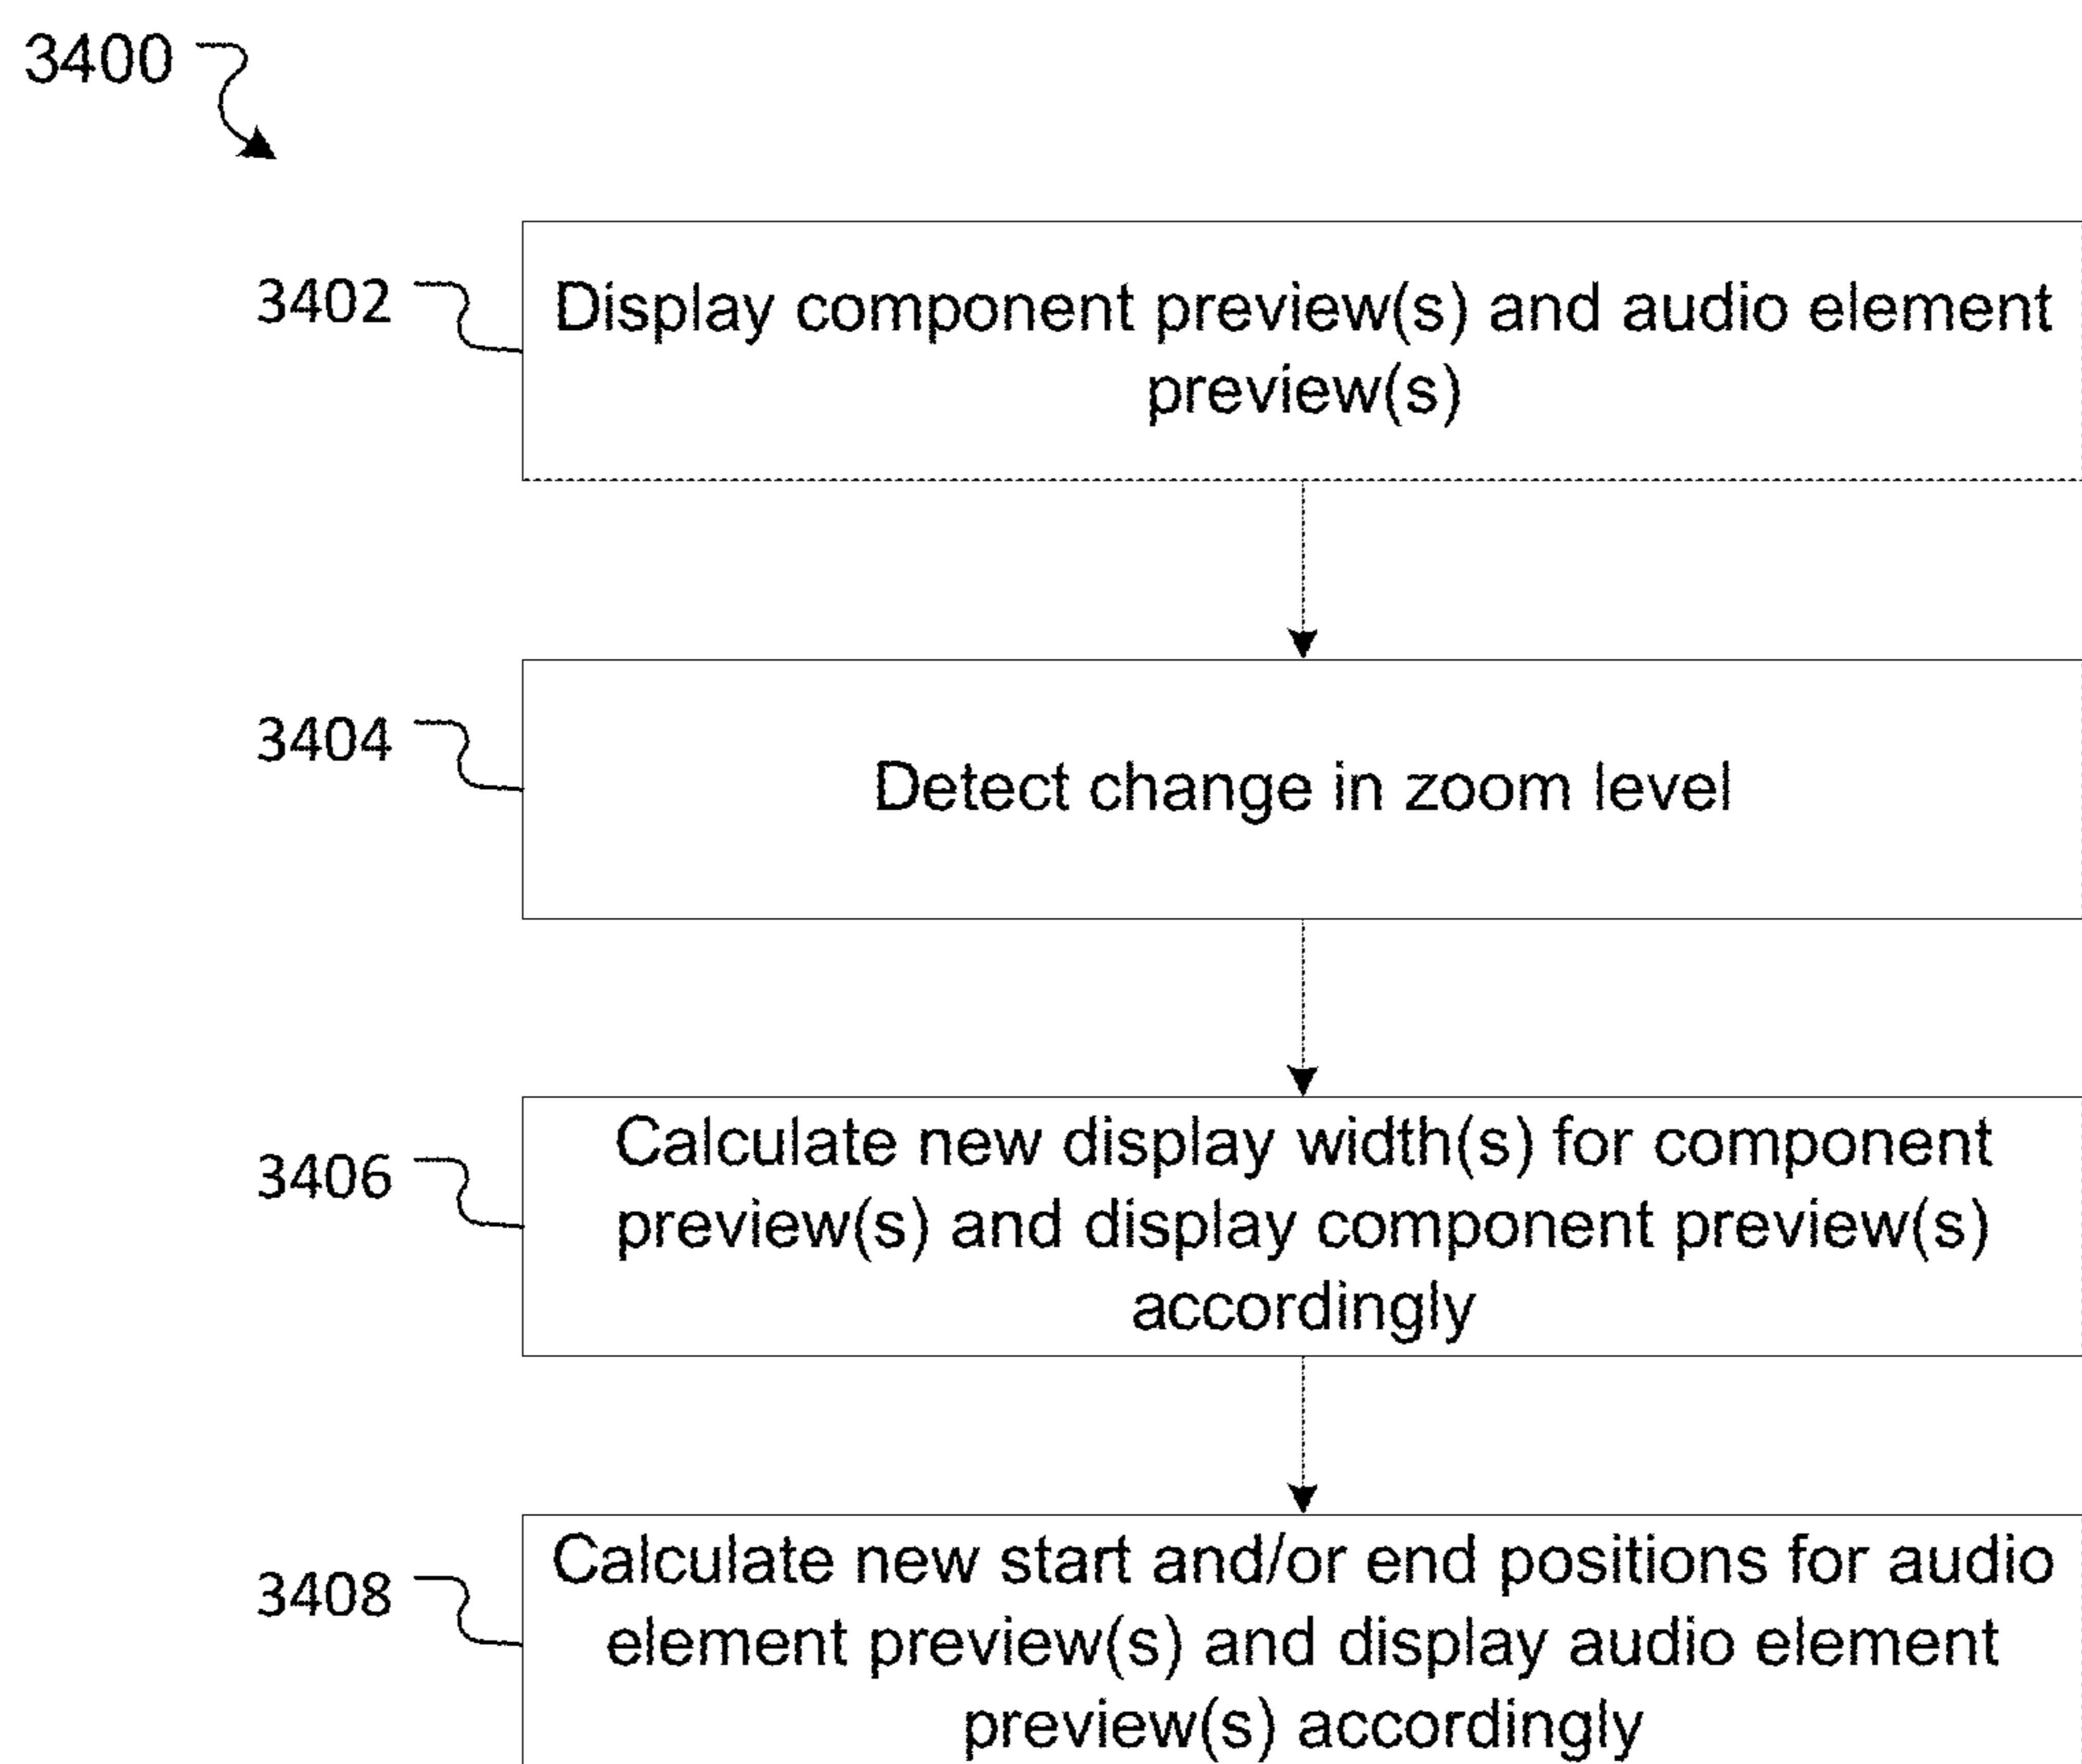 3400
3402
Display component preview(s) and audio element
preview(s)
3404
Detect change in zoom level
3406
Calculate new display width(s) for component
preview(s) and display component preview(s)
accordingly
3408
Calculate new start and/or end positions for audio
element preview(s) and display audio element
preview(s) accordingly